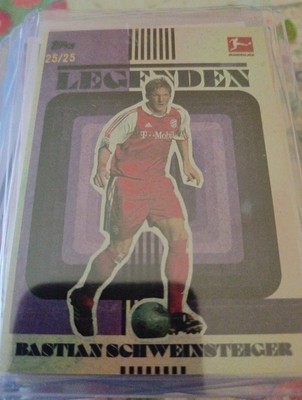 Topps
25/25
LEGENDEN
T··Mobile·
BASTIAN SCHWEINSTEIGER